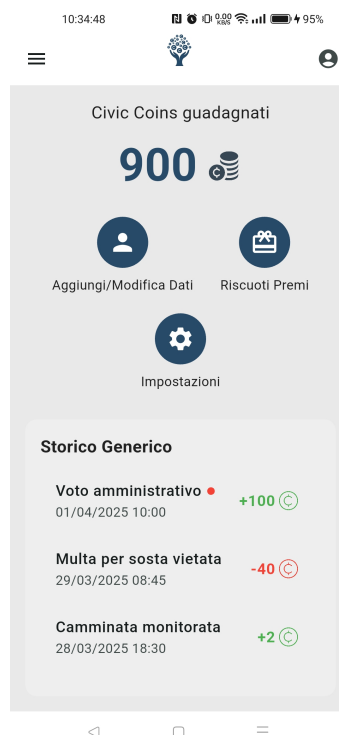 10:34:48 0.00 KB/S 95%
Civic Coins guadagnati
900
Aggiungi/Modifica Dati Riscuoti Premi
Impostazioni
Storico Generico
Voto amministrativo
+100
01/04/2025 10:00
Multa per sosta vietata
-40
29/03/2025 08:45
Camminata monitorata
+2
28/03/2025 18:30